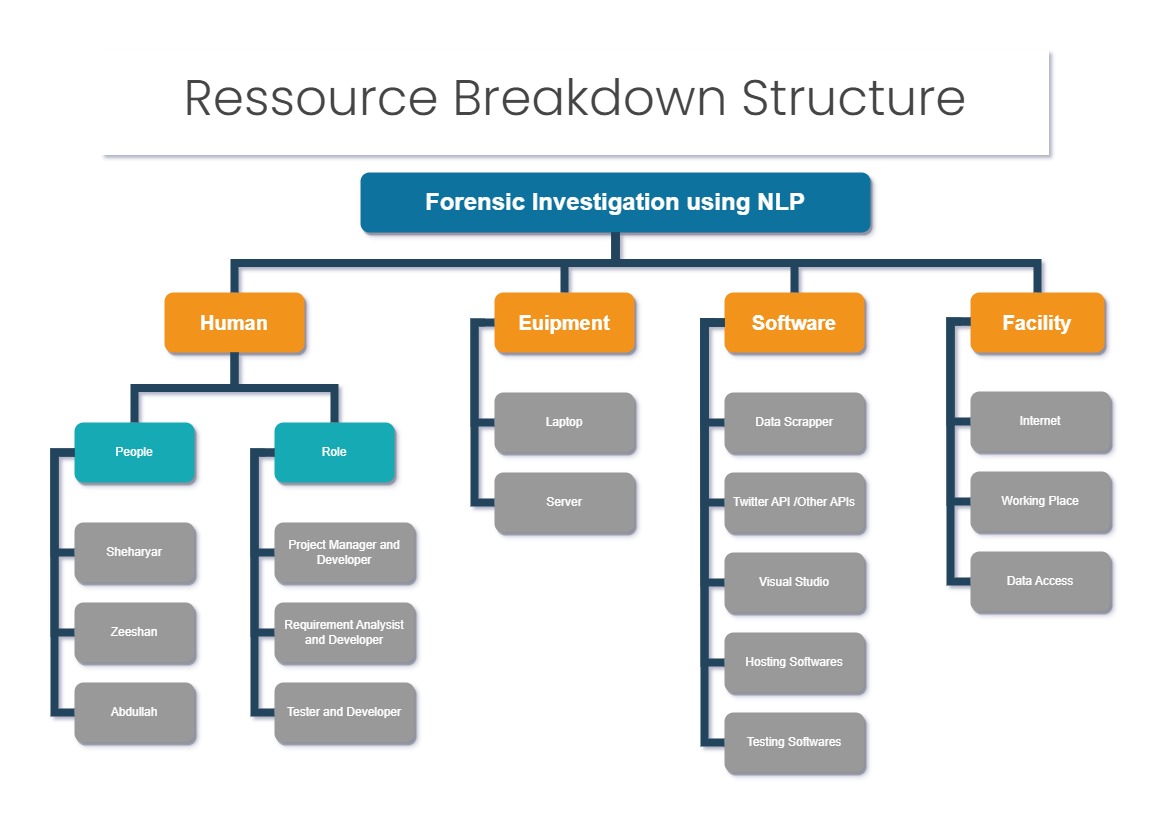 Ressource Breakdown Structure
Forensic Investigation using NLP
Human
Euipment
Software
Facility
People
Role
Sheharyar
Zeeshan
Abdullah
Project Manager and
Developer
Requirement Analysist
and Developer
Tester and Developer
Laptop
Server
Data Scrapper
Twitter API /Other APIs
Visual Studio
Hosting Softwares
Testing Softwares
Internet
Working Place
Data Access